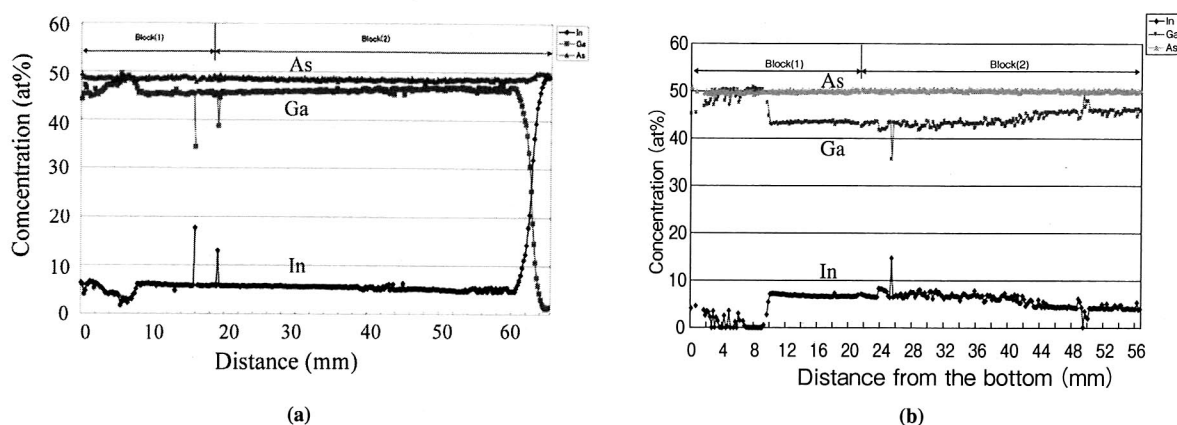 60
50
40
30
20
10
0
Comcentration (at%)
Block(1)
Block(2)
In
Ga
As
As
Ga
In
0 10 20 30 40 50 60
Distance (mm)
(a)
60
50
40
30
20
10
0
Concentration (at%)
Block(1)
Block(2)
In
Ga
As
As
Ga
In
0 4 8 12 16 20 24 28 32 36 40 44 48 52 56
Distance from the bottom (mm)
(b)